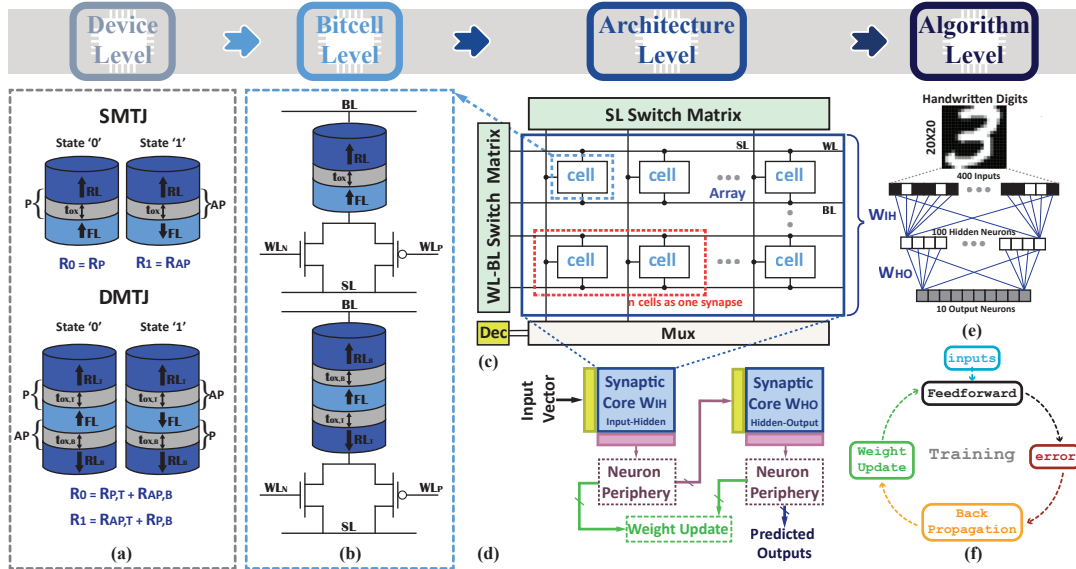 Device
Level
Bitcell
Level
Architecture
Level
Algorithm
Level
SMTJ
State ‘0’
State ‘1’
RL
tox
FL
P
RL
tox
FL
AP
R0 = RP
R1 = RAP
DMTJ
State ‘0’
State ‘1’
RLT
tox,T
FL
tox,B
RLB
P
AP
RLT
tox,T
FL
tox,B
RLB
AP
P
R0 = RP,T + RAP,B
R1 = RAP,T + RP,B
(a)
BL
RL
tox
FL
WLN
WLP
SL
BL
RLB
tox,B
FL
tox,T
RLT
WLN
WLP
SL
(b)
SL Switch Matrix
WL-BL Switch Matrix
SL
WL
cell
cell
cell
Array
BL
cell
cell
cell
n cells as one synapse
Dec
Mux
(c)
Input
Vector
Synaptic
Core WIH
Input-Hidden
Synaptic
Core WHO
Hidden-Output
Neuron
Periphery
Neuron
Periphery
Weight Update
Predicted
Outputs
(d)
Handwritten Digits
20X20
400 Inputs
WIH
100 Hidden Neurons
WHO
10 Output Neurons
(e)
inputs
Feedforward
Weight
Update
Training
error
Back
Propagation
(f)